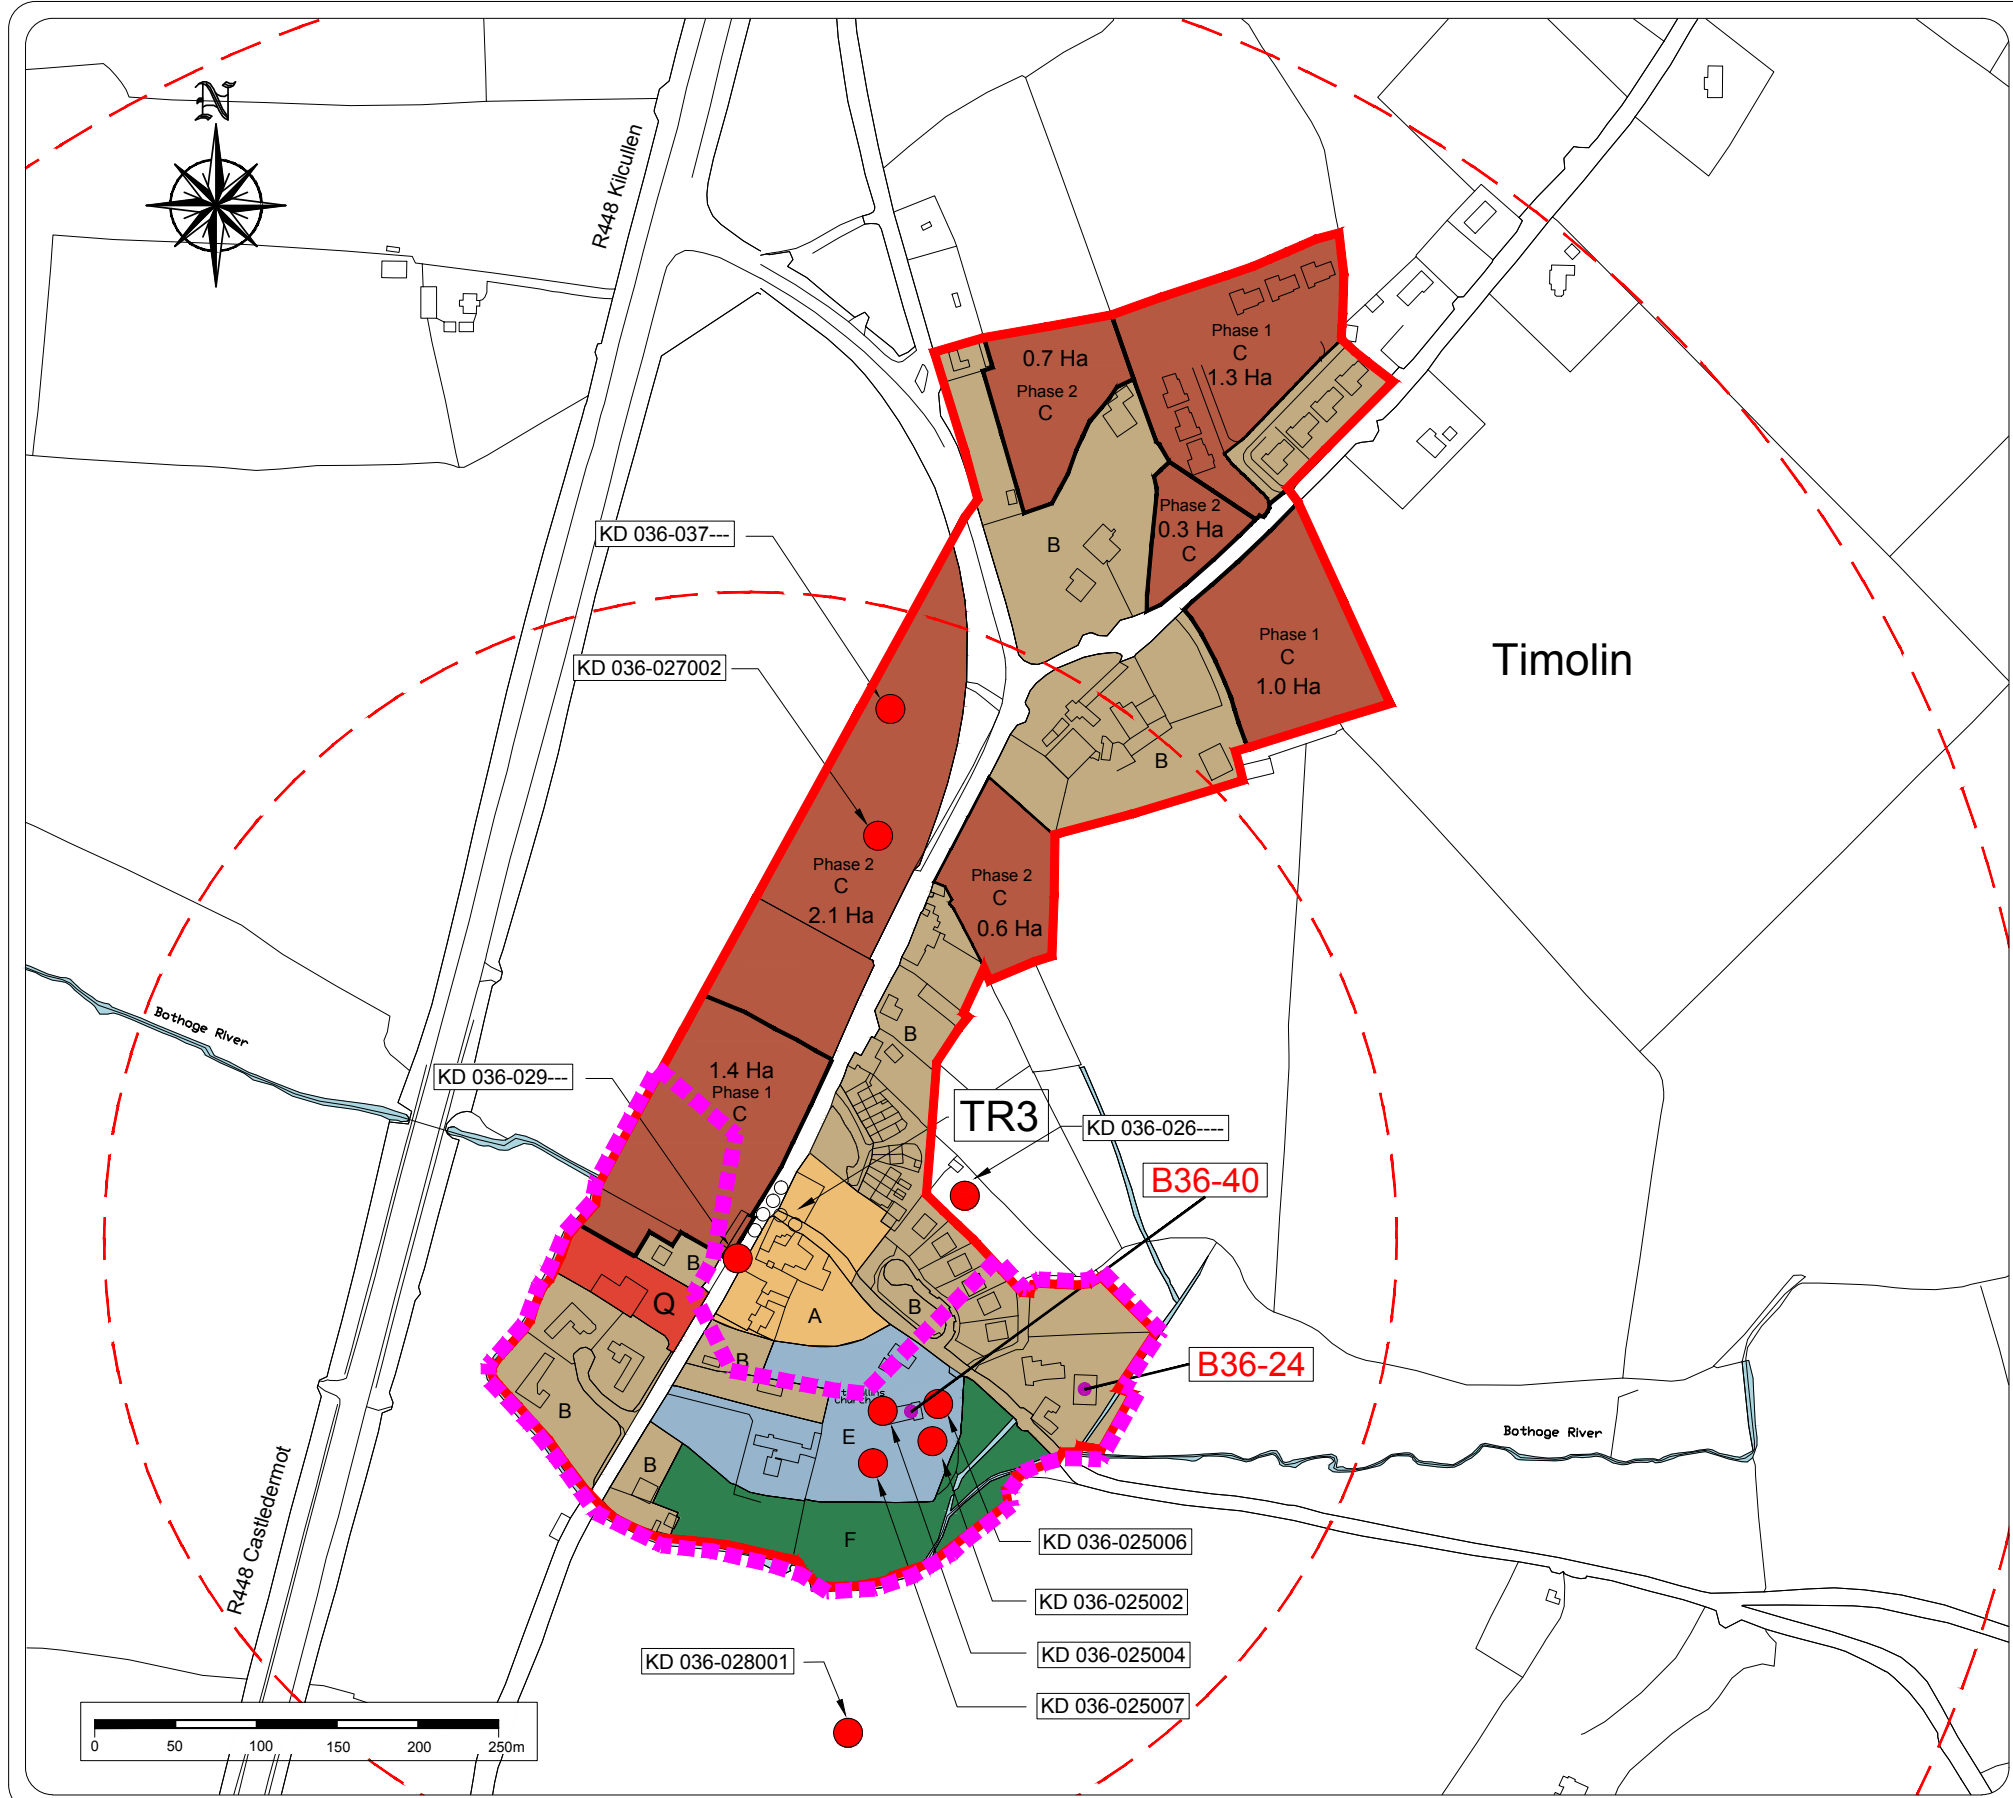 N
R448 Kilcullen
Phase 1
C
1.3 Ha
0.7 Ha
Phase 2
C
Phase 2
0.3 Ha
C
KD 036-037---
B
Phase 1
C
1.0 Ha
Timolin
KD 036-027002
B
Phase 2
C
2.1 Ha
Phase 2
C
0.6 Ha
Bothoge River
B
KD 036-029---
1.4 Ha
Phase 1
C
TR3
KD 036-026----
B36-40
B
Q
A
B
B
B36-24
B
E
Bothoge River
B
R448 Castledermot
F
KD 036-025006
KD 036-025002
KD 036-025004
KD 036-028001
KD 036-025007
0 50 100 150 200 250m